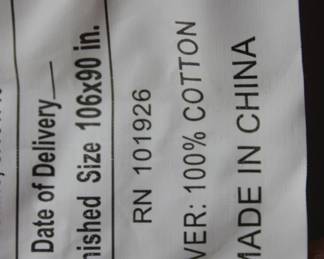 Date of Delivery
nished Size 106x90 in.
RN 101926
VER: 100% COTTON
MADE IN CHINA